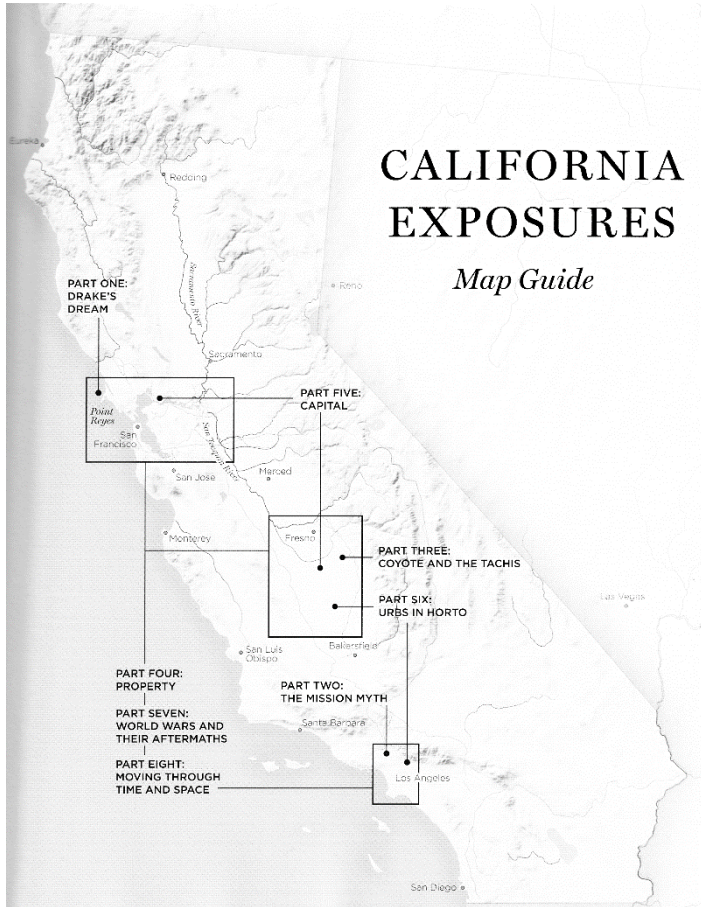 CALIFORNIA
EXPOSURES
Map Guide
Eureka
Redding
Sacramento River
Reno
PART ONE:
DRAKE'S
DREAM
Sacramento
Point
Reyes
San
Francisco
PART FIVE:
CAPITAL
San Joaquin River
San Jose
Merced
Monterey
Fresno
PART THREE:
COYOTE AND THE TACHIS
PART SIX:
URBS IN HORTO
Las Vegas
San Luis
Obispo
Bakersfield
PART FOUR:
PROPERTY
PART TWO:
THE MISSION MYTH
PART SEVEN:
WORLD WARS AND
THEIR AFTERMATHS
Santa Barbara
PART EIGHT:
MOVING THROUGH
TIME AND SPACE
Los Angeles
San Diego